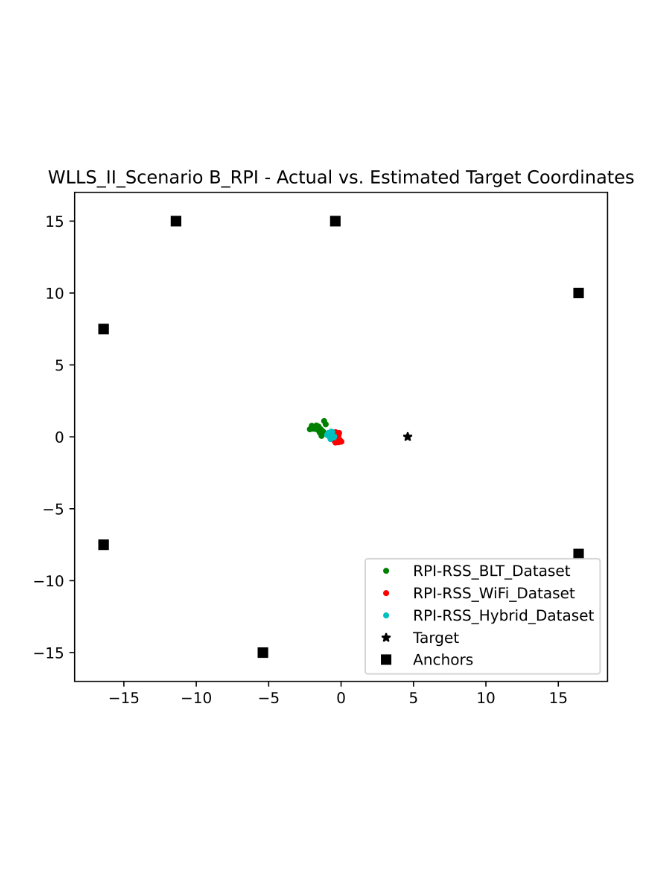 WLLS_II_Scenario B_RPI - Actual vs. Estimated Target Coordinates
15
10
5
0
−5
−10
−15
RPI-RSS_BLT_Dataset
RPI-RSS_WiFi_Dataset
RPI-RSS_Hybrid_Dataset
Target
Anchors
−15 −10 −5 0 5 10 15